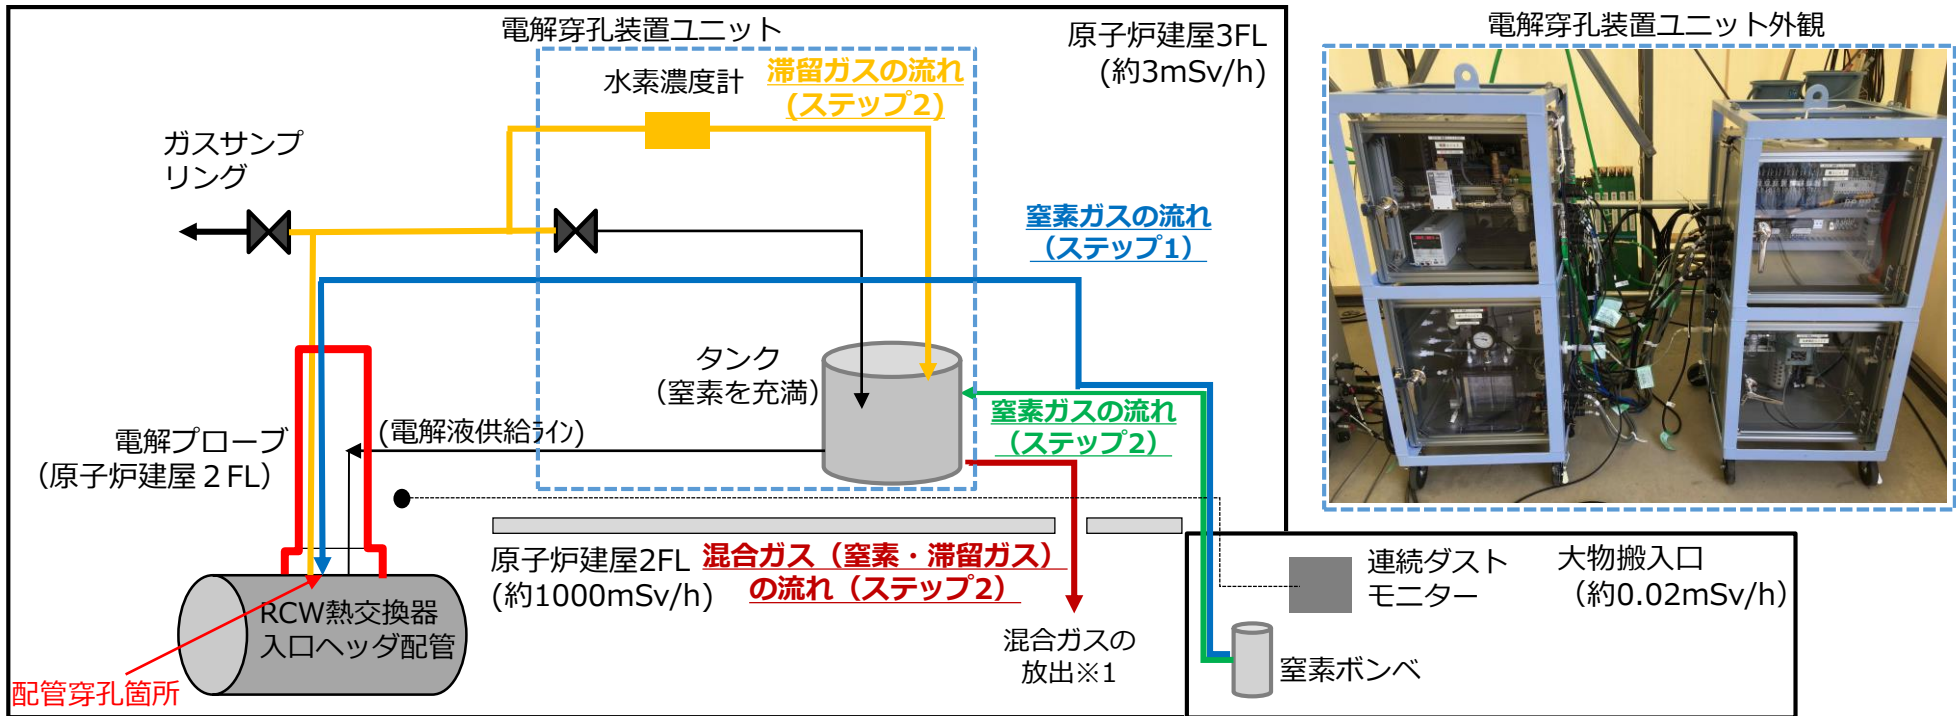 電解穿孔装置ユニット
原子炉建屋3FL
(約3mSv/h)
電解穿孔装置ユニット外観
水素濃度計
滞留ガスの流れ
(ステップ2)
ガスサンプ
リング
窒素ガスの流れ
（ステップ1）
タンク
（窒素を充満）
窒素ガスの流れ
（ステップ2）
電解プローブ
（原子炉建屋２FL）
(電解液供給ﾗｲﾝ)
原子炉建屋2FL
(約1000mSv/h)
混合ガス（窒素・滞留ガス）
の流れ（ステップ2）
連続ダスト
モニター
大物搬入口
（約0.02mSv/h）
RCW熱交換器
入口ヘッダ配管
混合ガスの
放出※1
窒素ボンベ
配管穿孔箇所